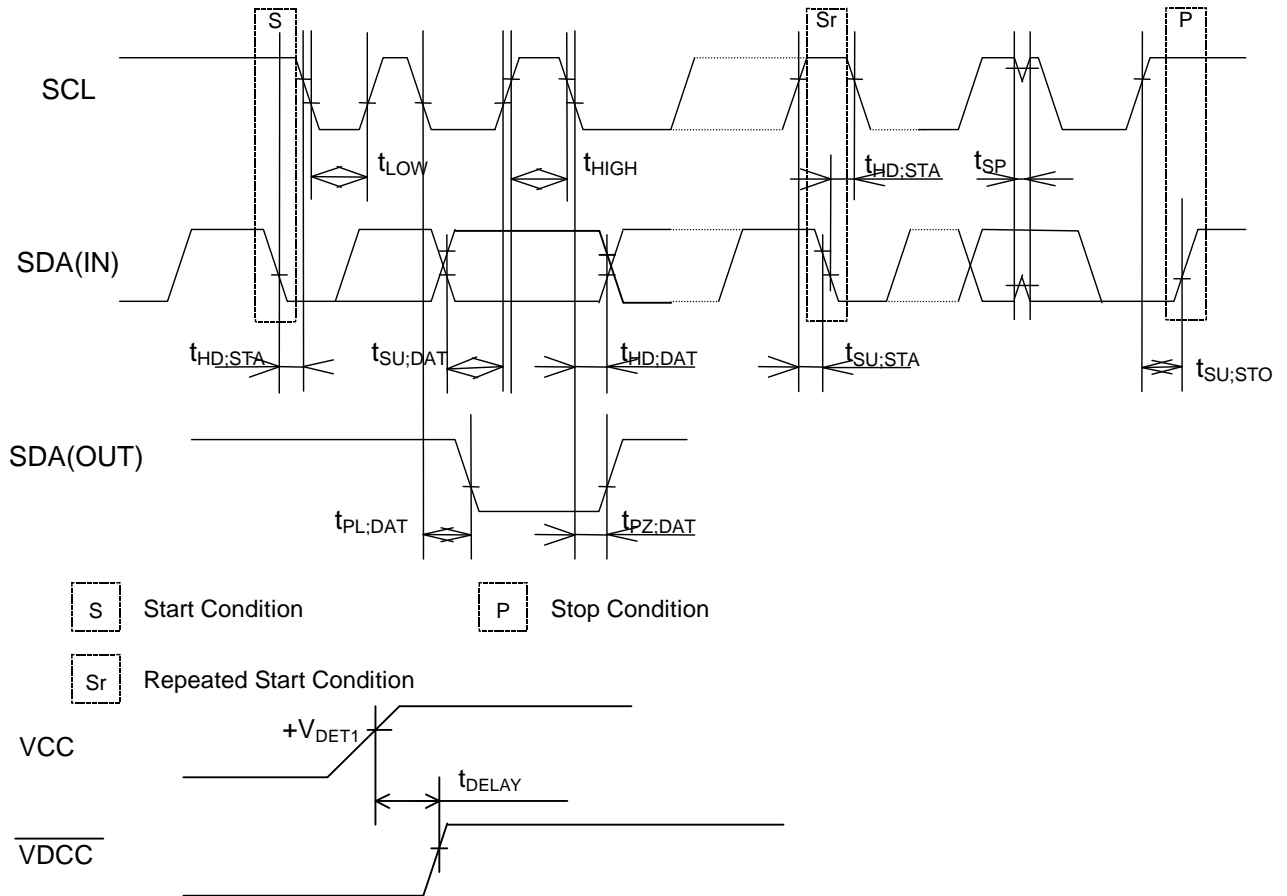 S Sr P
SCL
tLOW tHIGH tHD;STA tSP
SDA(IN)
tHD;STA tSU;DAT tHD;DAT tSU;STA tSU;STO
SDA(OUT)
tPL;DAT tPZ;DAT
S Start Condition P Stop Condition
Sr Repeated Start Condition
+VDET1
VCC
tDELAY
VDCC